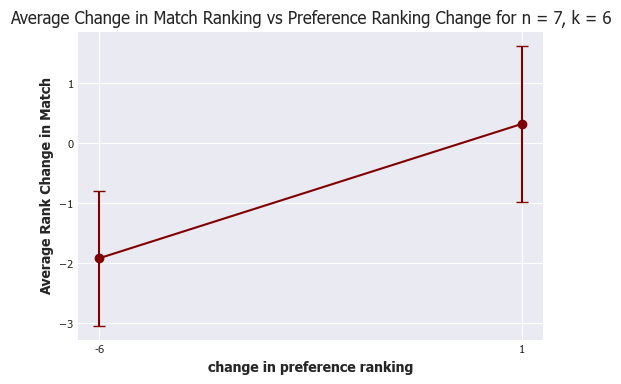 Average Change in Match Ranking vs Preference Ranking Change for n = 7, k = 6
Average Rank Change in Match
1
0
−1
−2
−3
-6
1
change in preference ranking